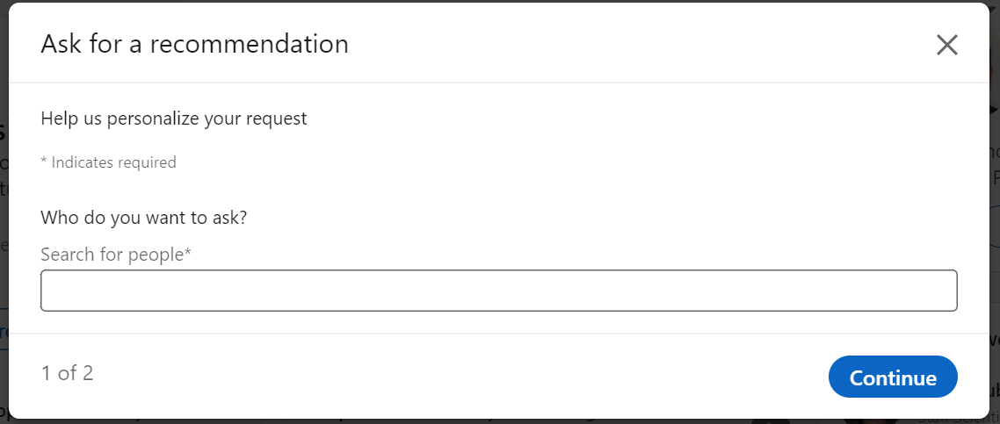 Ask for a recommendation
Help us personalize your request
* Indicates required
Who do you want to ask?
Search for people*
1 of 2
Continue